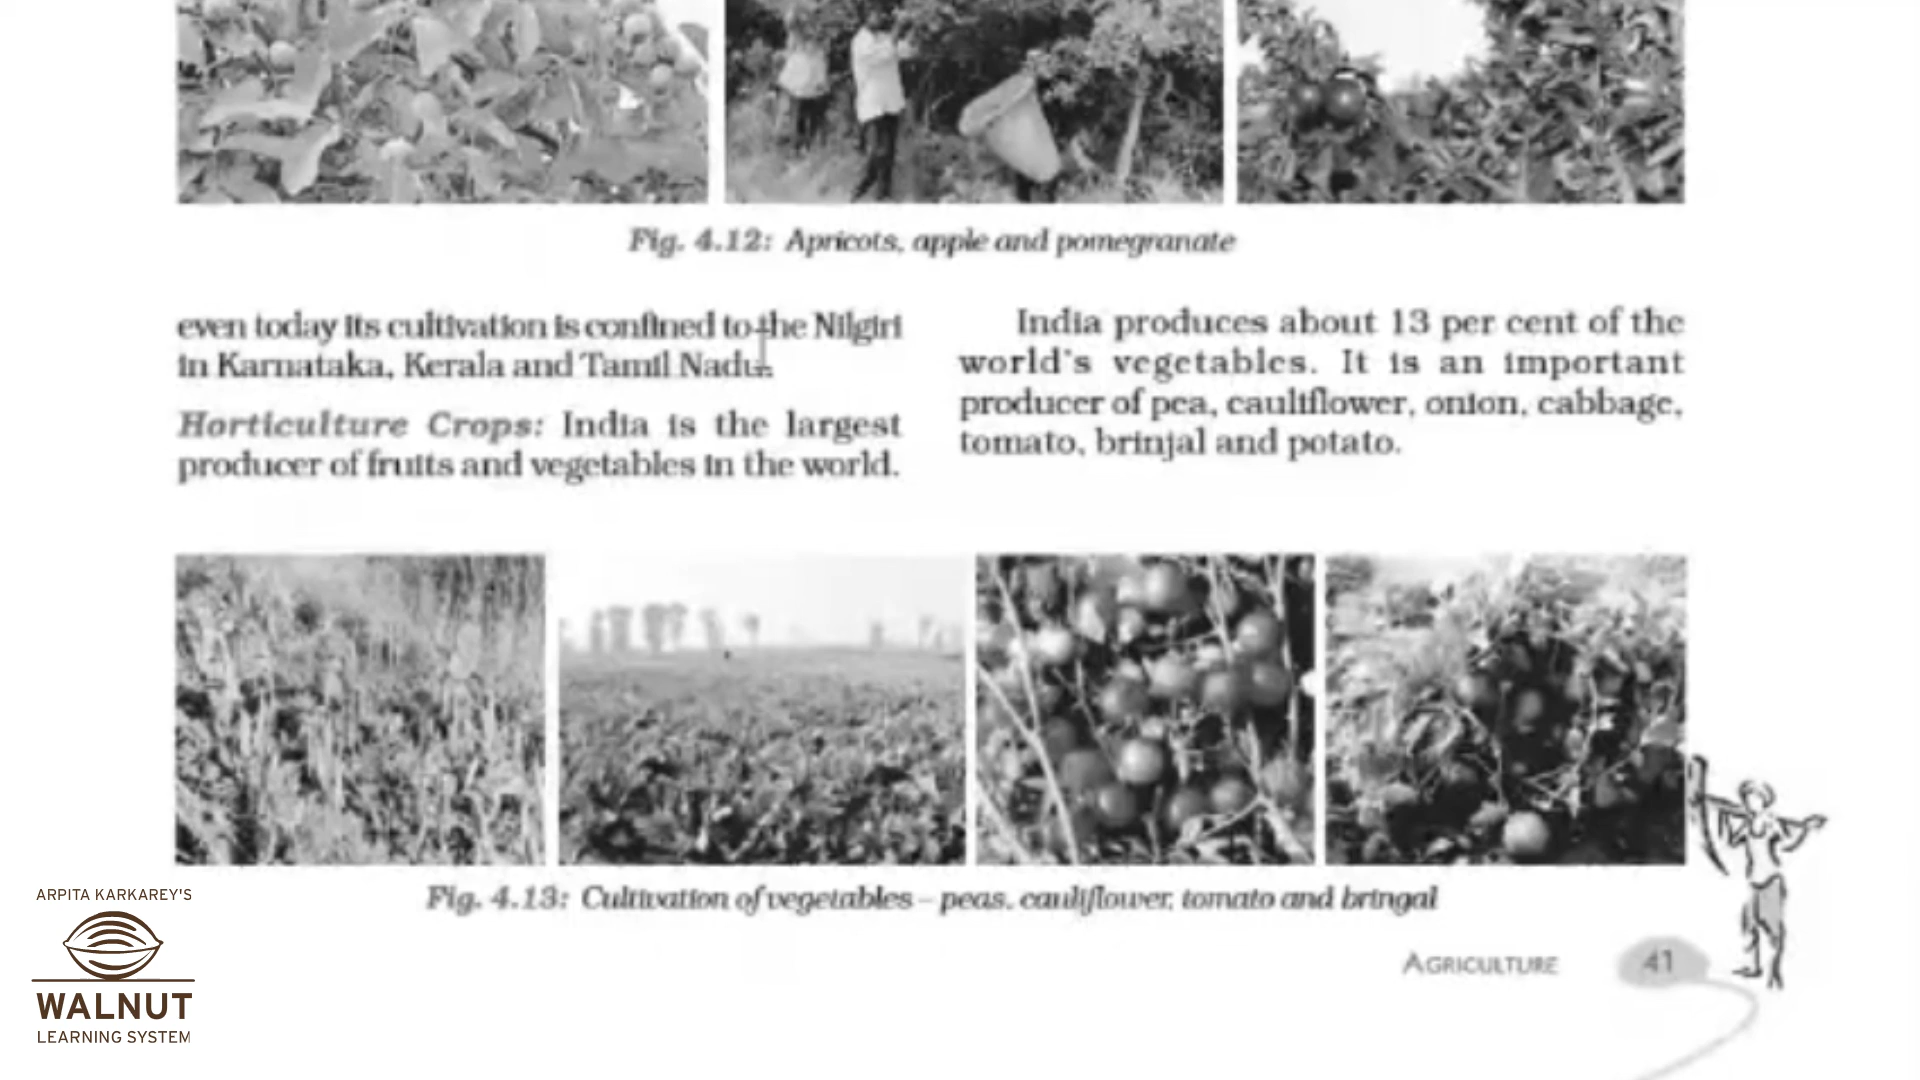 Fig. 4.12: Apricots, apple and pomegranate
even today its cultivation is confined to the Nilgiri
in Karnataka, Kerala and Tamil Nadu.
Horticulture Crops: India is the largest
producer of fruits and vegetables in the world.
India produces about 13 per cent of the
world's vegetables. It is an important
producer of pea, cauliflower, onion, cabbage,
tomato, brinjal and potato.
Fig. 4.13: Cultivation of vegetables – peas, cauliflower, tomato and bringal
AGRICULTURE 41
ARPITA KARKAREY'S
WALNUT
LEARNING SYSTEM